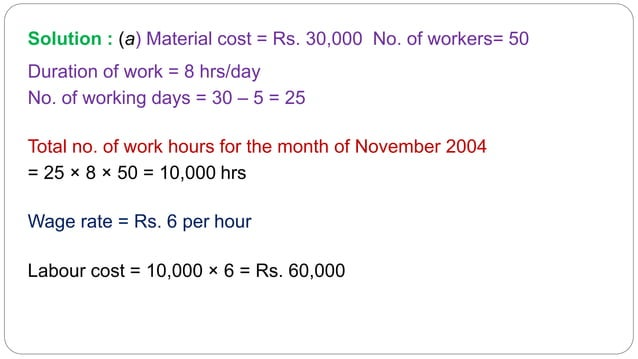 Solution : (a) Material cost = Rs. 30,000 No. of workers= 50
Duration of work = 8 hrs/day
No. of working days = 30 – 5 = 25
Total no. of work hours for the month of November 2004
= 25 × 8 × 50 = 10,000 hrs
Wage rate = Rs. 6 per hour
Labour cost = 10,000 × 6 = Rs. 60,000